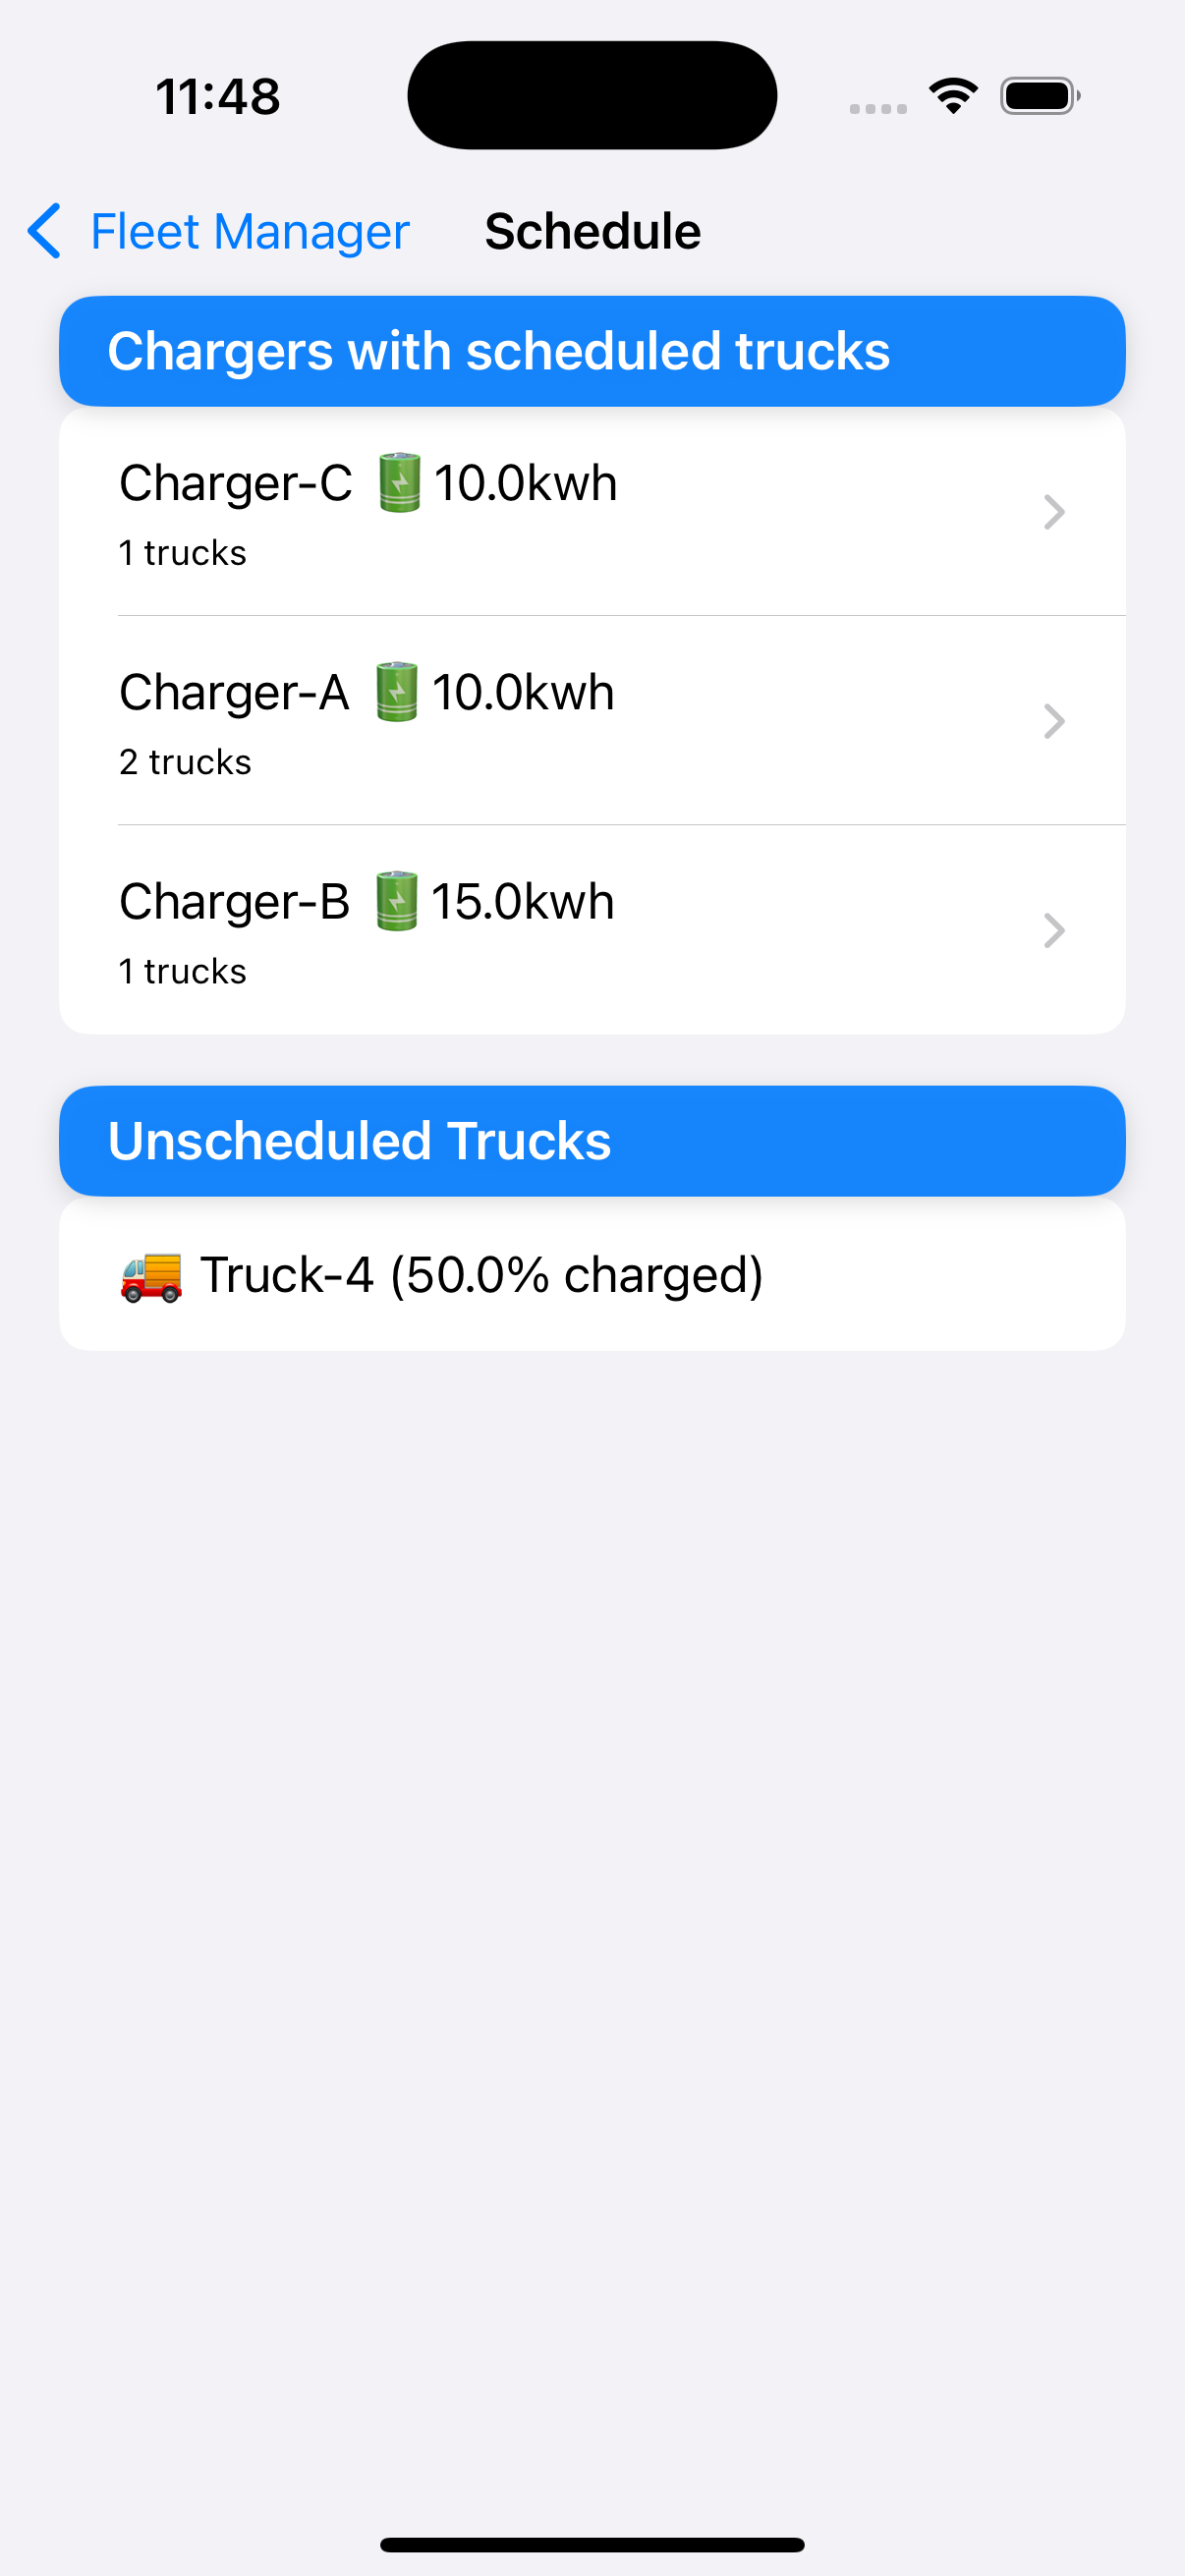 11:48
Fleet Manager
Schedule
Chargers with scheduled trucks
Charger-C 🔋10.0kwh
1 trucks
Charger-A 🔋10.0kwh
2 trucks
Charger-B 🔋15.0kwh
1 trucks
Unscheduled Trucks
🚚 Truck-4 (50.0% charged)